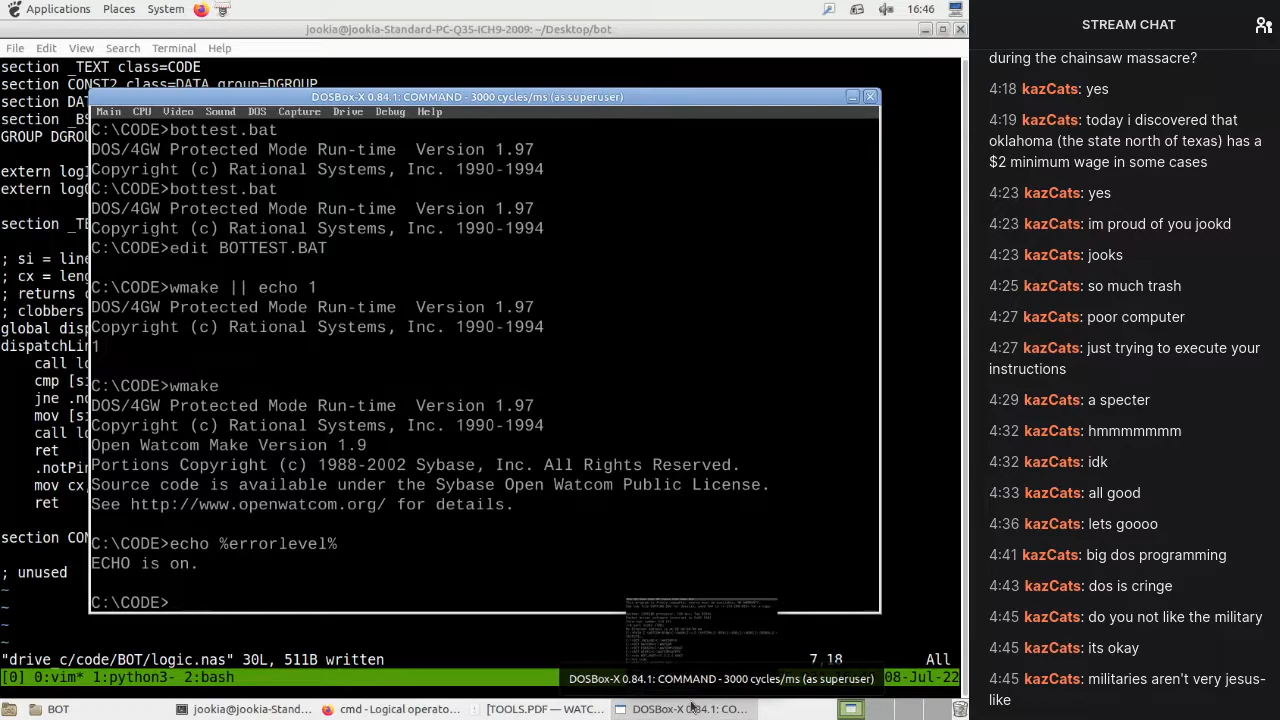 Applications Places System 16:46
jookia@jookia-Standard-PC-Q35-ICH9-2009: ~/Desktop/bot
File Edit View Search Terminal Help
section _TEXT class=CODE
section CONST2 class=DATA group=DGROUP
section DAT
section _BS
GROUP DGROU
extern logI
extern logO
section _TE
; si = line
; cx = leng
; returns c
; clobbers
global disp
dispatchLin
call lo
cmp [si
jne .no
mov [si
call lo
ret
.notPin
mov cx,
ret
section CON
; unused
~
~
~
~
"drive_c/code/BOT/logic.nad" 30L, 511B written 7,18 All
[0] 0:vim* 1:python3- 2:bash 08-Jul-22
DOSBox-X 0.84.1: COMMAND - 3000 cycles/ms (as superuser)
Main CPU Video Sound DOS Capture Drive Debug Help
C:\CODE>bottest.bat
DOS/4GW Protected Mode Run-time Version 1.97
Copyright (c) Rational Systems, Inc. 1990-1994
C:\CODE>bottest.bat
DOS/4GW Protected Mode Run-time Version 1.97
Copyright (c) Rational Systems, Inc. 1990-1994
C:\CODE>edit BOTTEST.BAT
C:\CODE>wmake || echo 1
DOS/4GW Protected Mode Run-time Version 1.97
Copyright (c) Rational Systems, Inc. 1990-1994
1
C:\CODE>wmake
DOS/4GW Protected Mode Run-time Version 1.97
Copyright (c) Rational Systems, Inc. 1990-1994
Open Watcom Make Version 1.9
Portions Copyright (c) 1988-2002 Sybase, Inc. All Rights Reserved.
Source code is available under the Sybase Open Watcom Public License.
See http://www.openwatcom.org/ for details.
C:\CODE>echo %errorlevel%
ECHO is on.
C:\CODE>
DOSBox-X 0.84.1: COMMAND - 3000 cycles/ms (as superuser)
BOT
jookia@jookia-Stand...
cmd - Logical operato...
[TOOLS.PDF — WATC...
DOSBox-X 0.84.1: CO...
STREAM CHAT
during the chainsaw massacre?
4:18 kazCats: yes
4:19 kazCats: today i discovered that
oklahoma (the state north of texas) has a
$2 minimum wage in some cases
4:23 kazCats: yes
4:23 kazCats: im proud of you jookd
4:23 kazCats: jooks
4:25 kazCats: so much trash
4:27 kazCats: poor computer
4:27 kazCats: just trying to execute your
instructions
4:29 kazCats: a specter
4:32 kazCats: hmmmmmmm
4:32 kazCats: idk
4:33 kazCats: all good
4:36 kazCats: lets goooo
4:41 kazCats: big dos programming
4:43 kazCats: dos is cringe
4:45 kazCats: does not like the military
4:45 kazCats: its okay
4:45 kazCats: militaries aren't very jesus-
like